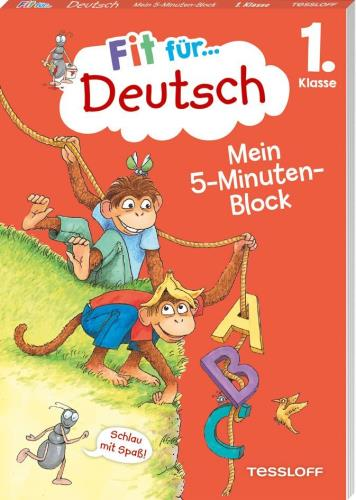 Fit für... Deutsch Mein 5-Minuten-Block 1. Klasse TESSLOFF
Fit für...
Deutsch
1.
Klasse
Mein
5-Minuten-
Block
A
B
C
Schlau
mit Spaß!
TESSLOFF